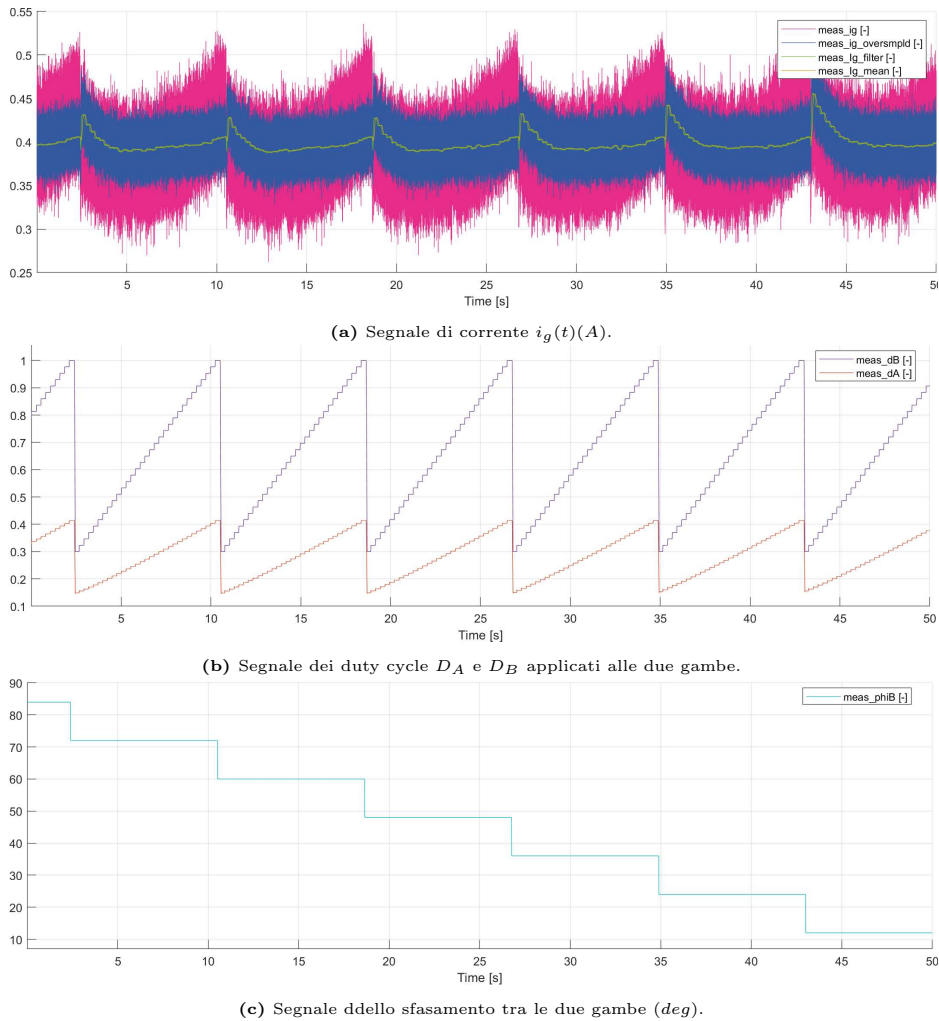 0.55
0.5
0.45
0.4
0.35
0.3
0.25
meas_ig [-]
meas_ig_oversmpld [-]
meas_Ig_filter [-]
meas_Ig_mean [-]
5 10 15 20 25 30 35 40 45 50
Time [s]
(a) Segnale di corrente i_g(t)(A).
1
0.9
0.8
0.7
0.6
0.5
0.4
0.3
0.2
0.1
meas_dB [-]
meas_dA [-]
5 10 15 20 25 30 35 40 45 50
Time [s]
(b) Segnale dei duty cycle D_A e D_B applicati alle due gambe.
90
80
70
60
50
40
30
20
10
meas_phiB [-]
5 10 15 20 25 30 35 40 45 50
Time [s]
(c) Segnale ddello sfasamento tra le due gambe (deg).